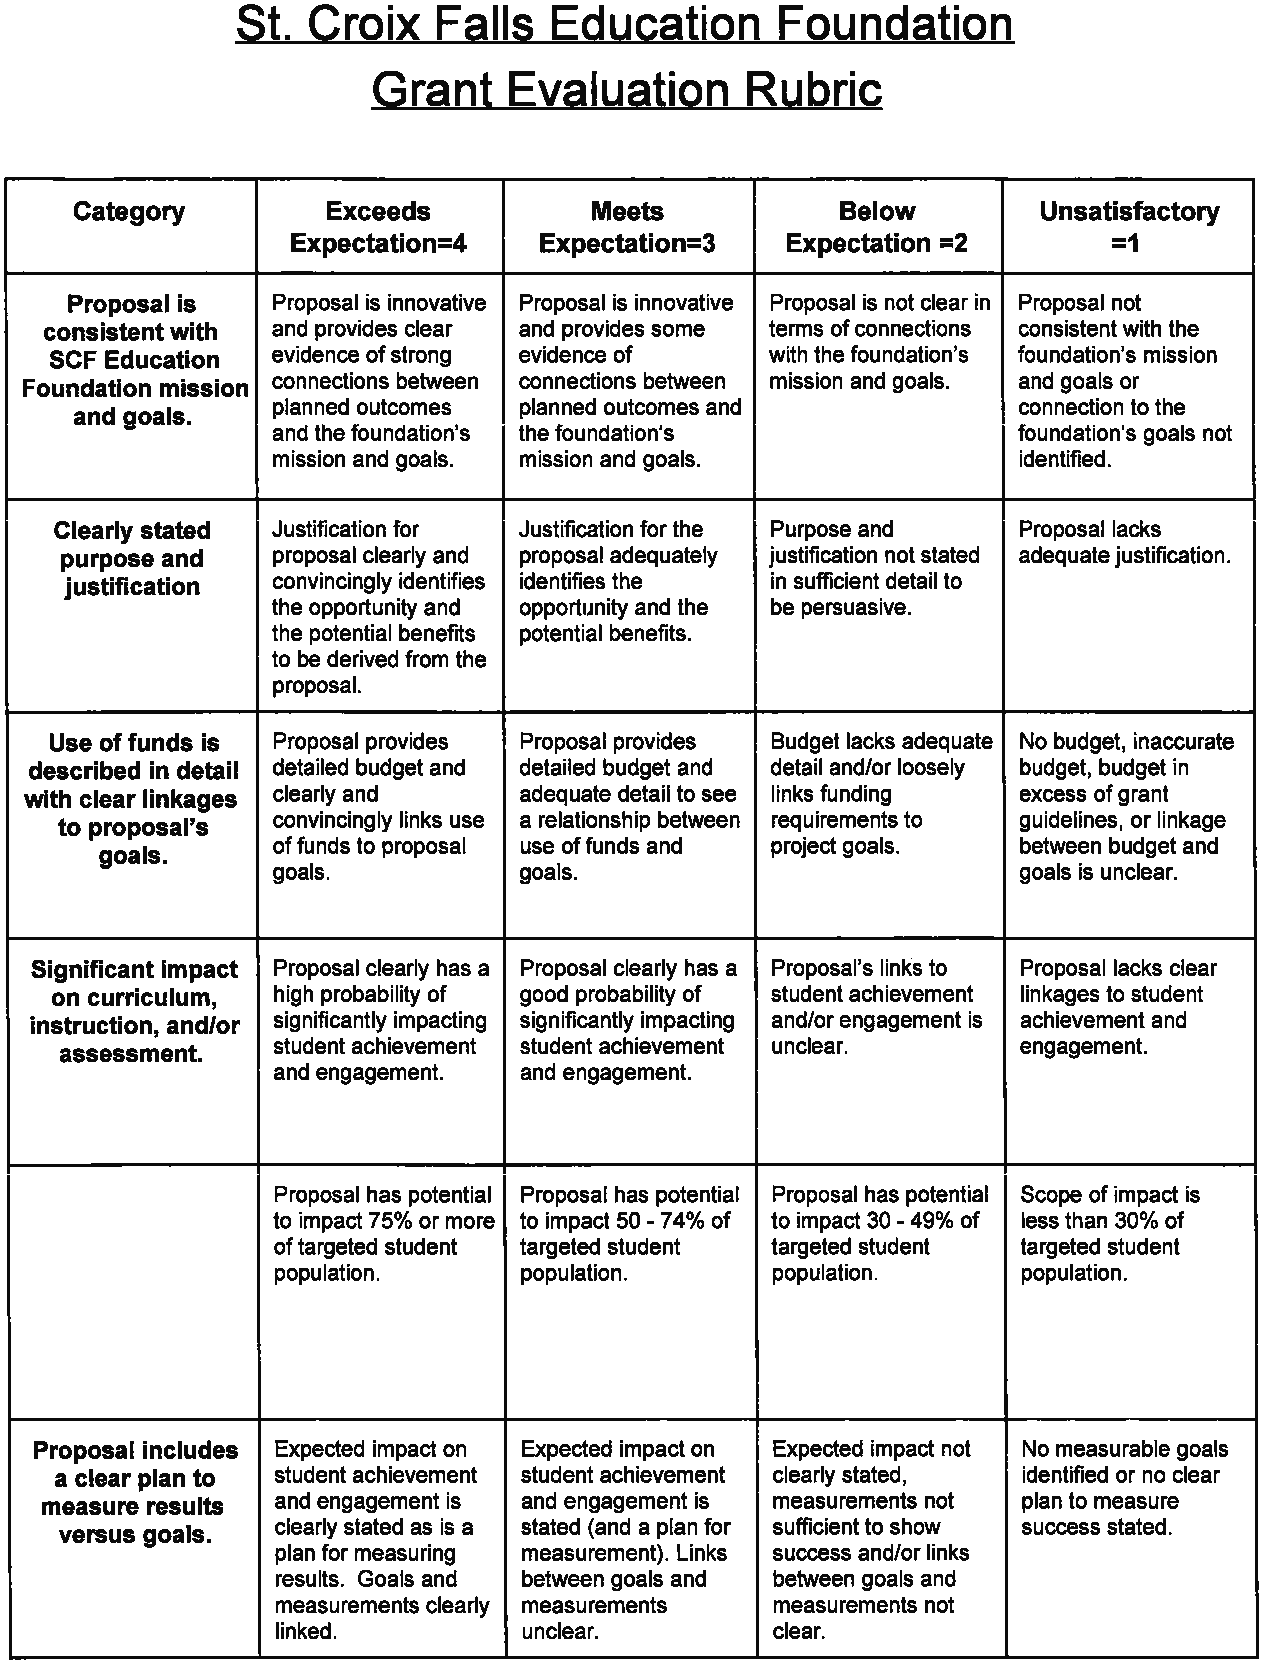 St. Croix Falls Education Foundation
Grant Evaluation Rubric
Category
Exceeds
Expectation=4
Meets
Expectation=3
Below
Expectation =2
Unsatisfactory
=1
Proposal is
consistent with
SCF Education
Foundation mission
and goals.
Proposal is innovative
and provides clear
evidence of strong
connections between
planned outcomes
and the foundation's
mission and goals.
Proposal is innovative
and provides some
evidence of
connections between
planned outcomes and
the foundation's
mission and goals.
Proposal is not clear in
terms of connections
with the foundation's
mission and goals.
Proposal not
consistent with the
foundation's mission
and goals or
connection to the
foundation's goals not
identified.
Clearly stated
purpose and
justification
Justification for
proposal clearly and
convincingly identifies
the opportunity and
the potential benefits
to be derived from the
proposal.
Justification for the
proposal adequately
identifies the
opportunity and the
potential benefits.
Purpose and
justification not stated
in sufficient detail to
be persuasive.
Proposal lacks
adequate justification.
Use of funds is
described in detail
with clear linkages
to proposal's
goals.
Proposal provides
detailed budget and
clearly and
convincingly links use
of funds to proposal
goals.
Proposal provides
detailed budget and
adequate detail to see
a relationship between
use of funds and
goals.
Budget lacks adequate
detail and/or loosely
links funding
requirements to
project goals.
No budget, inaccurate
budget, budget in
excess of grant
guidelines, or linkage
between budget and
goals is unclear.
Significant impact
on curriculum,
instruction, and/or
assessment.
Proposal clearly has a
high probability of
significantly impacting
student achievement
and engagement.
Proposal clearly has a
good probability of
significantly impacting
student achievement
and engagement.
Proposal's links to
student achievement
and/or engagement is
unclear.
Proposal lacks clear
linkages to student
achievement and
engagement.
Proposal has potential
to impact 75% or more
of targeted student
population.
Proposal has potential
to impact 50 - 74% of
targeted student
population.
Proposal has potential
to impact 30 - 49% of
targeted student
population.
Scope of impact is
less than 30% of
targeted student
population.
Proposal includes
a clear plan to
measure results
versus goals.
Expected impact on
student achievement
and engagement is
clearly stated as is a
plan for measuring
results. Goals and
measurements clearly
linked.
Expected impact on
student achievement
and engagement is
stated (and a plan for
measurement). Links
between goals and
measurements
unclear.
Expected impact not
clearly stated,
measurements not
sufficient to show
success and/or links
between goals and
measurements not
clear.
No measurable goals
identified or no clear
plan to measure
success stated.